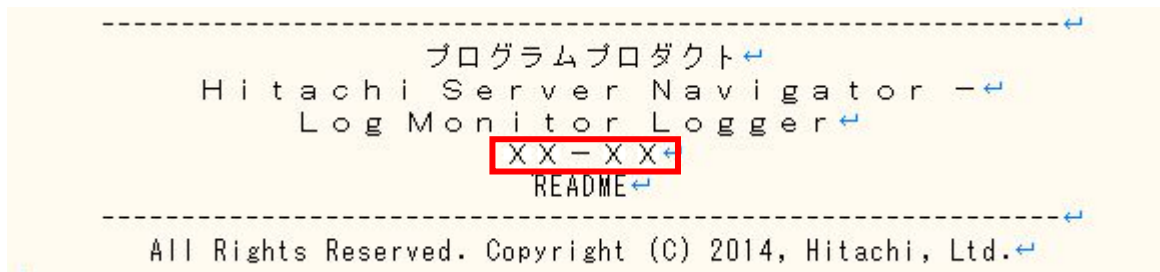 ------------------------------------------------------------
プログラムプロダクト
Ｈｉｔａｃｈｉ　Ｓｅｒｖｅｒ　Ｎａｖｉｇａｔｏｒ　－
Ｌｏｇ Ｍｏｎｉｔｏｒ　Ｌｏｇｇｅｒ
ＸＸ－ＸＸ
README
------------------------------------------------------------
All Rights Reserved. Copyright (C) 2014, Hitachi, Ltd.